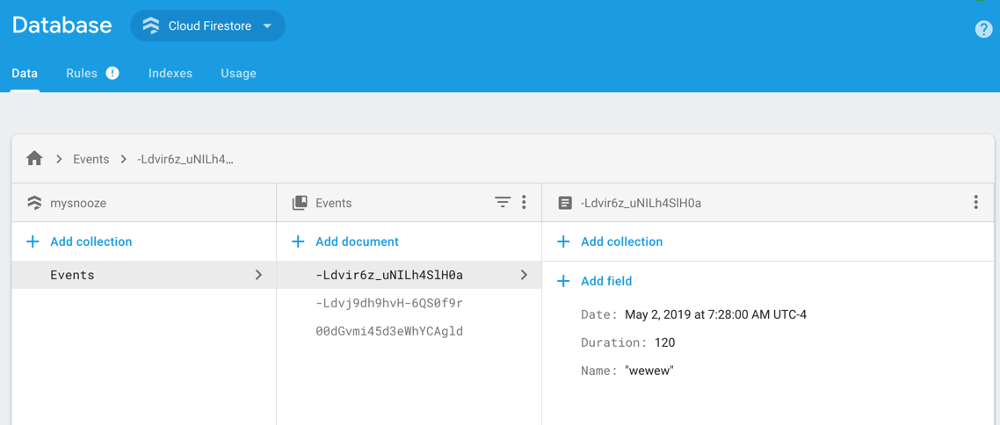 Database Cloud Firestore
Data Rules Indexes Usage
Events -Ldvir6z_uNILh4...
mysnooze Events -Ldvir6z_uNILh4SlH0a
Add collection Add document Add collection
Events -Ldvir6z_uNILh4SlH0a Add field
-Ldvj9dh9hvH-6QS0f9r
00dGvmi45d3eWhYCAgld
Date: May 2, 2019 at 7:28:00 AM UTC-4
Duration: 120
Name: "wewew"